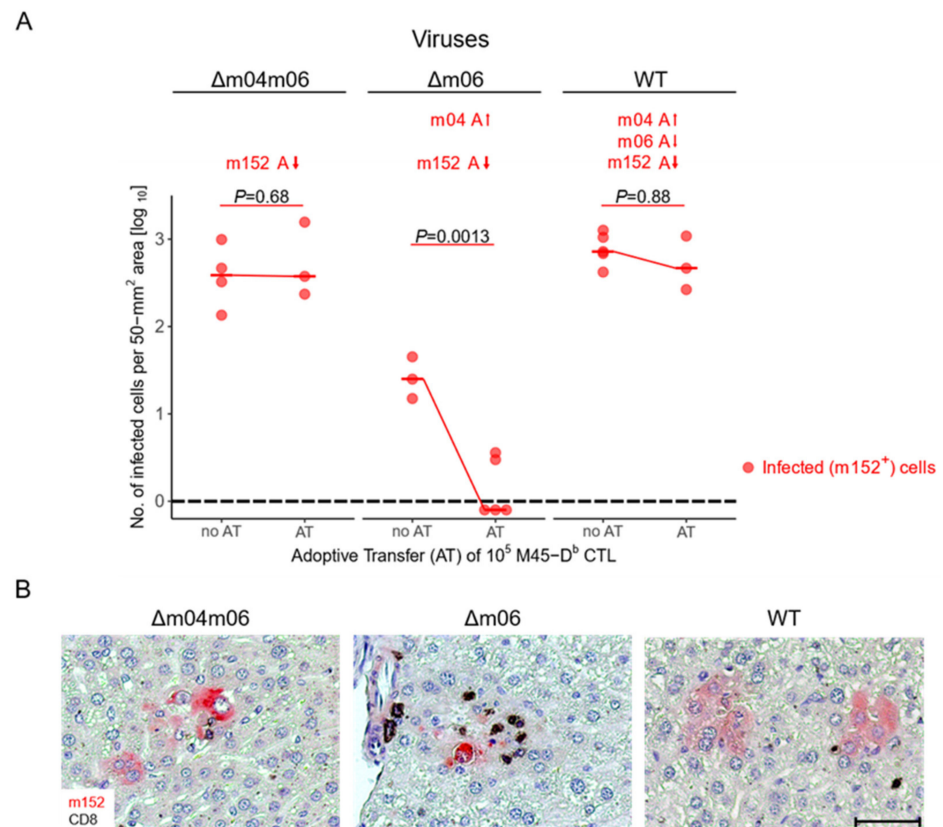 A
Viruses
Δm04m06
Δm06
WT
m04 A↑
m04 A↑
m06 A↓
m152 A↓
m152 A↓
m152 A↓
P=0.68
P=0.0013
P=0.88
No. of infected cells per 50−mm² area [log ₁₀]
3
2
1
0
no AT
AT
no AT
AT
no AT
AT
Adoptive Transfer (AT) of 10⁵ M45−Dᵇ CTL
Infected (m152⁺) cells
B
Δm04m06
Δm06
WT
m152
CD8